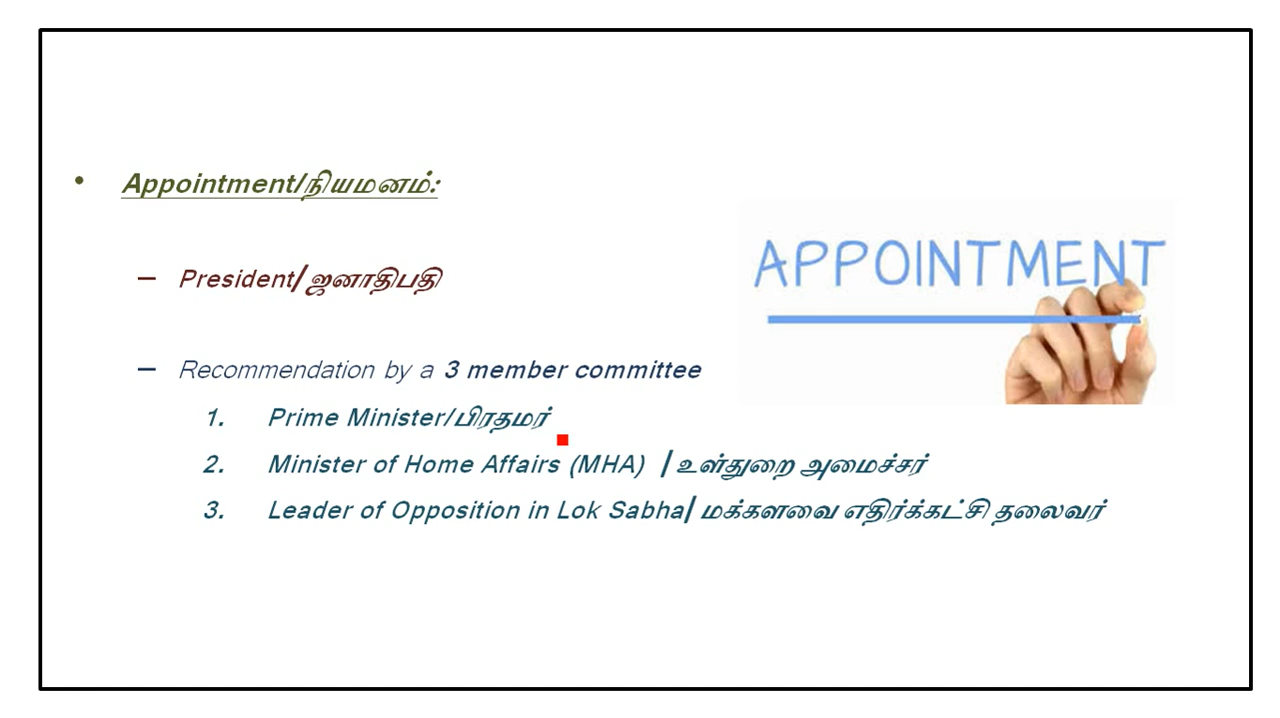 • Appointment/நியமனம்:
APPOINTMENT
– President/ஜனாதிபதி
– Recommendation by a 3 member committee
1. Prime Minister/பிரதமர்
2. Minister of Home Affairs (MHA) / உள்துறை அமைச்சர்
3. Leader of Opposition in Lok Sabha/ மக்களவை எதிர்க்கட்சி தலைவர்